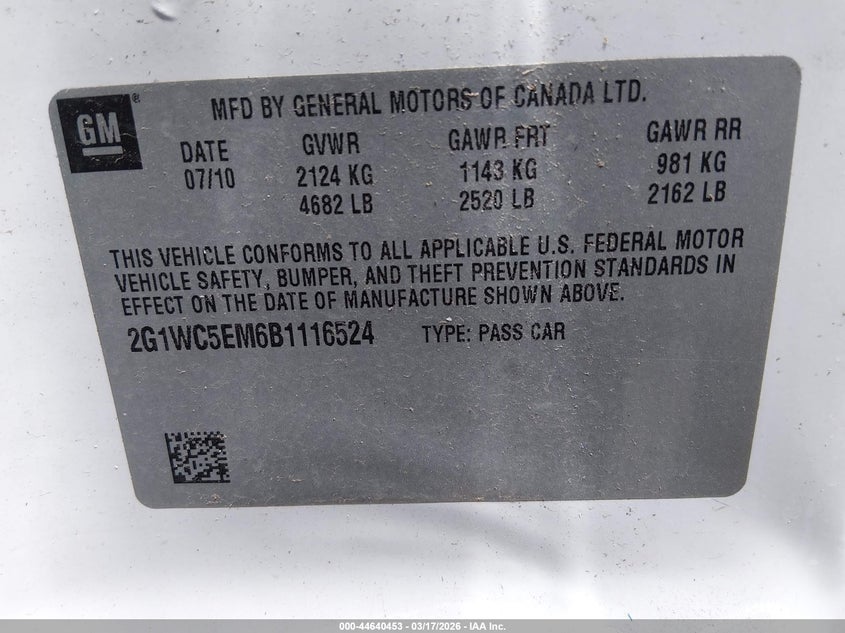 GM®
MFD BY GENERAL MOTORS OF CANADA LTD.
DATE GVWR GAWR FRT GAWR RR
07/10 2124 KG 1143 KG 981 KG
4682 LB 2520 LB 2162 LB
THIS VEHICLE CONFORMS TO ALL APPLICABLE U.S. FEDERAL MOTOR
VEHICLE SAFETY, BUMPER, AND THEFT PREVENTION STANDARDS IN
EFFECT ON THE DATE OF MANUFACTURE SHOWN ABOVE.
2G1WC5EM6B1116524 TYPE: PASS CAR
000-44640453 - 03/17/2026 - IAA Inc.